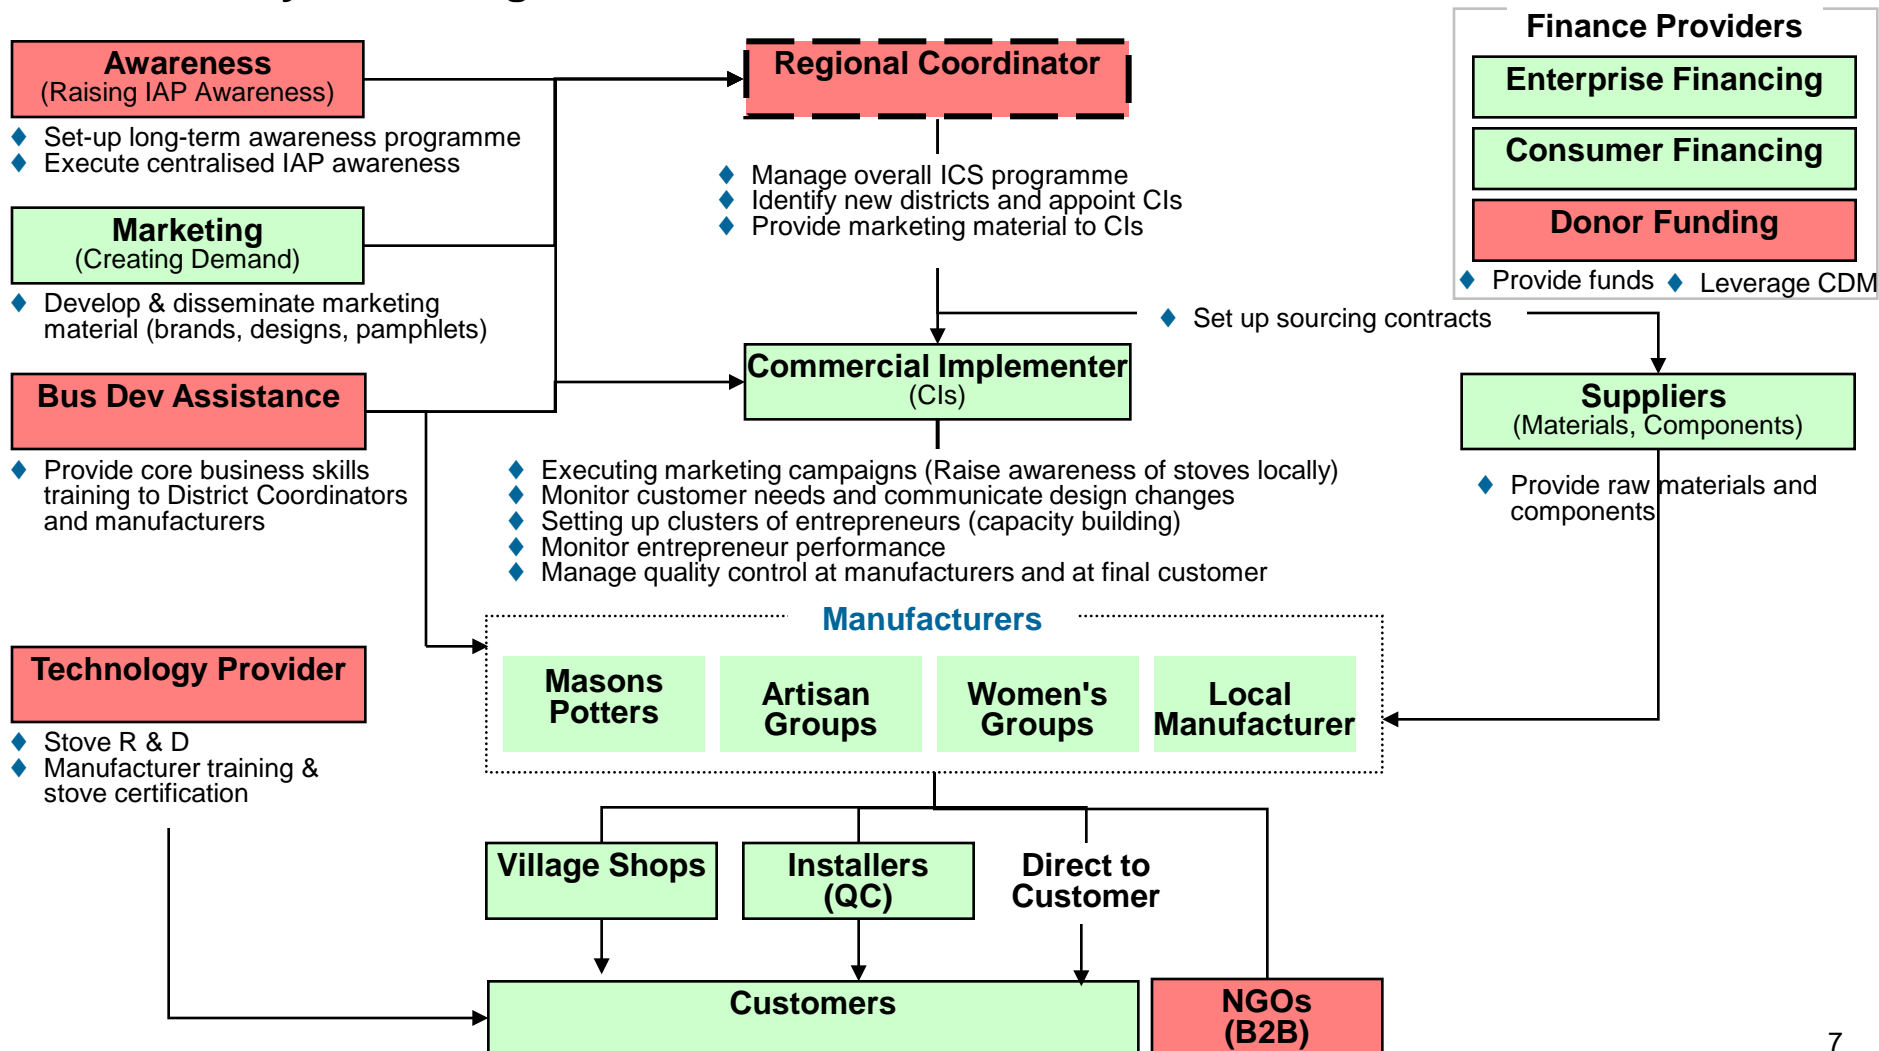 Awareness
(Raising IAP Awareness)
Set-up long-term awareness programme
Execute centralised IAP awareness
Marketing
(Creating Demand)
Develop & disseminate marketing
material (brands, designs, pamphlets)
Bus Dev Assistance
Provide core business skills
training to District Coordinators
and manufacturers
Technology Provider
Stove R & D
Manufacturer training &
stove certification
Regional Coordinator
Manage overall ICS programme
Identify new districts and appoint CIs
Provide marketing material to CIs
Set up sourcing contracts
Commercial Implementer
(CIs)
Executing marketing campaigns (Raise awareness of stoves locally)
Monitor customer needs and communicate design changes
Setting up clusters of entrepreneurs (capacity building)
Monitor entrepreneur performance
Manage quality control at manufacturers and at final customer
Finance Providers
Enterprise Financing
Consumer Financing
Donor Funding
Provide funds
Leverage CDM
Suppliers
(Materials, Components)
Provide raw materials and
components
Manufacturers
Masons
Potters
Artisan
Groups
Women's
Groups
Local
Manufacturer
Village Shops
Installers
(QC)
Direct to
Customer
Customers
NGOs
(B2B)
7